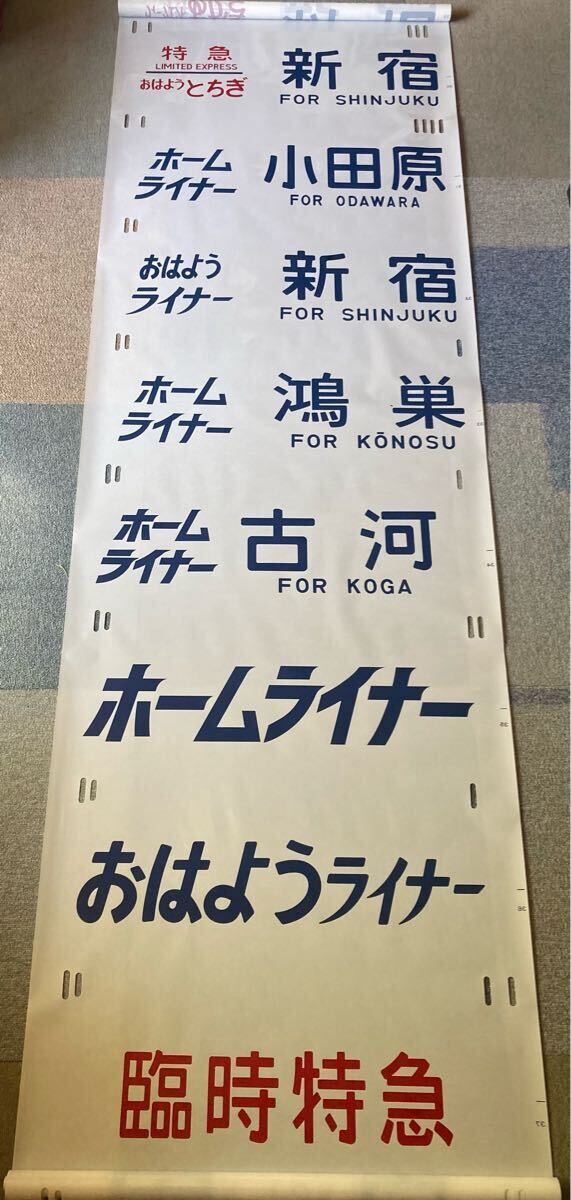 特急
LIMITED EXPRESS
おはようとちぎ
新宿
FOR SHINJUKU
ホーム
ライナー
小田原
FOR ODAWARA
おはよう
ライナー
新宿
FOR SHINJUKU
ホーム
ライナー
鴻巣
FOR KŌNOSU
ホーム
ライナー
古河
FOR KOGA
ホームライナー
おはようライナー
臨時特急